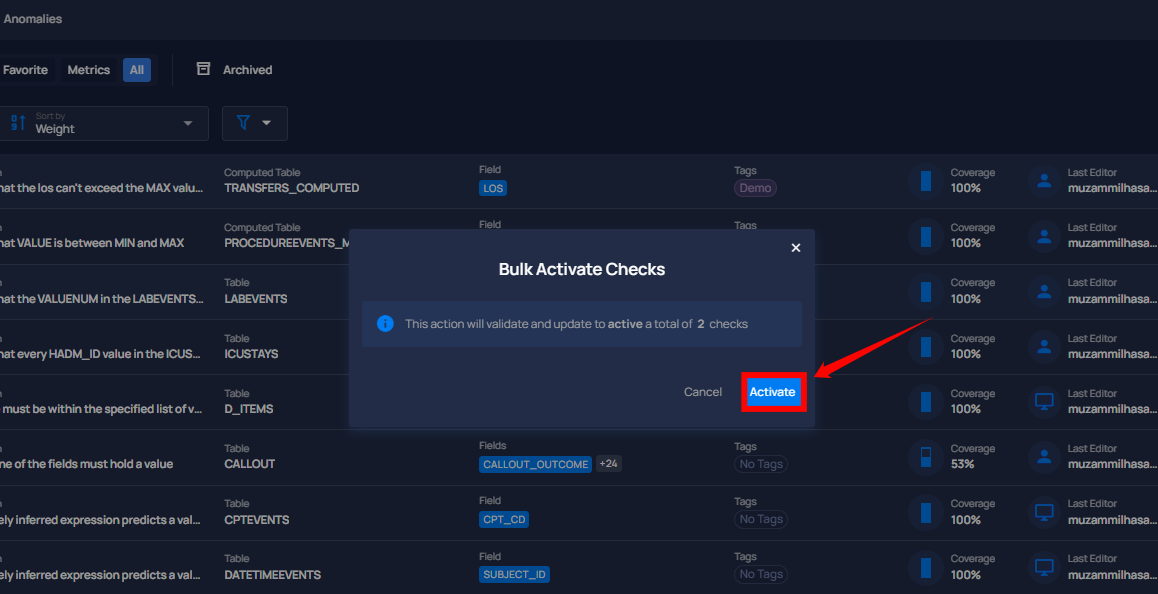 Anomalies
Favorite Metrics All Archived
Sort by
Weight
Computed Table Field Tags Coverage Last Editor
hat the los can't exceed the MAX valu... TRANSFERS_COMPUTED LOS Demo 100% muzammilhasa...
Computed Table Field Tags Coverage Last Editor
hat VALUE is between MIN and MAX PROCEDUREEVENTS_M 100% muzammilhasa...
Bulk Activate Checks
Table Coverage Last Editor
hat the VALUENUM in the LABEVENTS... LABEVENTS 100% muzammilhasa...
This action will validate and update to active a total of 2 checks
Table Coverage Last Editor
hat every HADM_ID value in the ICUS... ICUSTAYS 100% muzammilhasa...
Cancel Activate
Table Coverage Last Editor
must be within the specified list of v... D_ITEMS 100% muzammilhasa...
Table Fields Tags Coverage Last Editor
ne of the fields must hold a value CALLOUT CALLOUT_OUTCOME +24 No Tags 53% muzammilhasa...
Table Field Tags Coverage Last Editor
ely inferred expression predicts a val... CPTEVENTS CPT_CD No Tags 100% muzammilhasa...
Table Field Tags Coverage Last Editor
ely inferred expression predicts a val... DATETIMEEVENTS SUBJECT_ID No Tags 100% muzammilhasa...